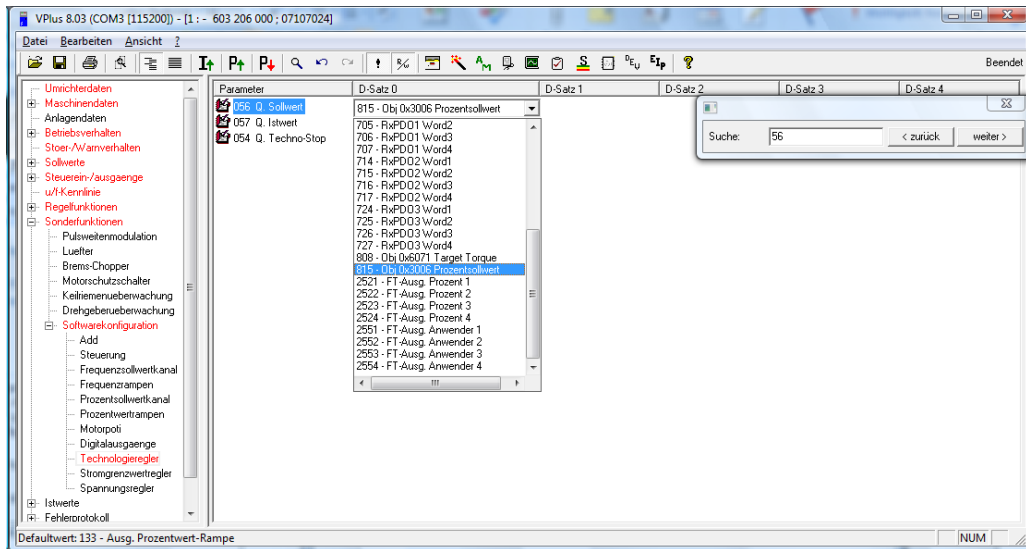 VPlus 8.03 (COM3 [115200]) - [1 : - 603 206 000 ; 07107024]
Datei Bearbeiten Ansicht ?
Beendet
Umrichterdaten
Maschinendaten
Anlagendaten
Betriebsverhalten
Stoer-/Warnverhalten
Sollwerte
Steuerein-/ausgaenge
u/f-Kennlinie
Regelfunktionen
Sonderfunktionen
Pulsweitenmodulation
Luefter
Brems-Chopper
Motorschutzschalter
Keilriemenueberwachung
Drehgeberueberwachung
Softwarekonfiguration
Add
Steuerung
Frequenzsollwertkanal
Frequenzrampen
Prozentsollwertkanal
Prozentwertrampen
Motorpoti
Digitalausgaenge
Technologieregler
Stromgrenzwertregler
Spannungsregler
Istwerte
Fehlerprotokoll
Parameter D-Satz 0 D-Satz 1 D-Satz 2 D-Satz 3 D-Satz 4
056 Q. Sollwert
057 Q. Istwert
054 Q. Techno-Stop
815 - Obj 0x3006 Prozentsollwert
705 - RxPDO1 Word2
706 - RxPDO1 Word3
707 - RxPDO1 Word4
714 - RxPDO2 Word1
715 - RxPDO2 Word2
716 - RxPDO2 Word3
717 - RxPDO2 Word4
724 - RxPDO3 Word1
725 - RxPDO3 Word2
726 - RxPDO3 Word3
727 - RxPDO3 Word4
808 - Obj 0x6071 Target Torque
815 - Obj 0x3006 Prozentsollwert
2521 - FT-Ausg. Prozent 1
2522 - FT-Ausg. Prozent 2
2523 - FT-Ausg. Prozent 3
2524 - FT-Ausg. Prozent 4
2551 - FT-Ausg. Anwender 1
2552 - FT-Ausg. Anwender 2
2553 - FT-Ausg. Anwender 3
2554 - FT-Ausg. Anwender 4
Suche: 56 < zurück weiter >
Defaultwert: 133 - Ausg. Prozentwert-Rampe NUM